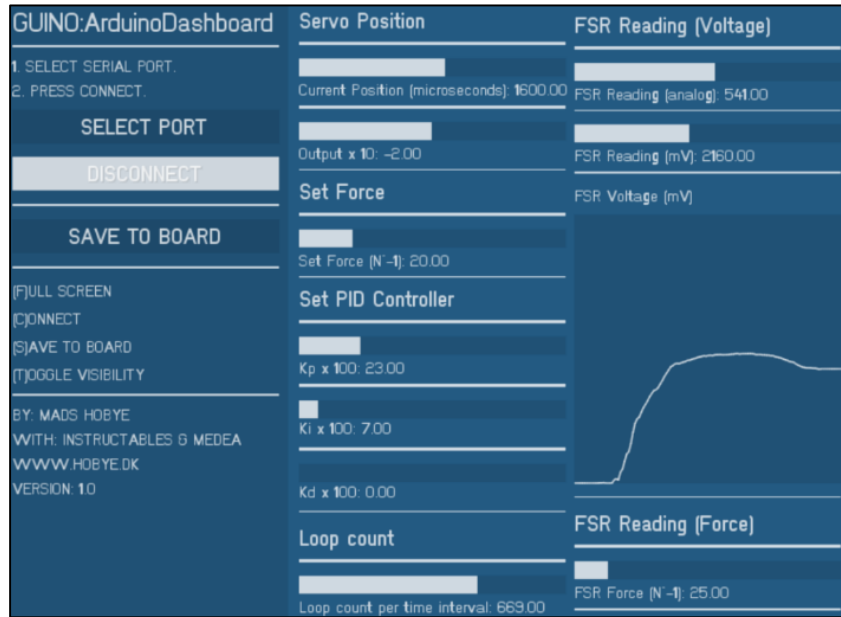 GUINO:ArduinoDashboard
1. SELECT SERIAL PORT.
2. PRESS CONNECT.
SELECT PORT
DISCONNECT
SAVE TO BOARD
(F)ULL SCREEN
(C)ONNECT
(S)AVE TO BOARD
(T)OGGLE VISIBILITY
BY: MADS HOBYE
WITH: INSTRUCTABLES & MEDEA
WWW.HOBYE.DK
VERSION: 1.0
Servo Position
Current Position (microseconds): 1600.00
Output x 10: -2.00
Set Force
Set Force (N^-1): 20.00
Set PID Controller
Kp x 100: 23.00
Ki x 100: 7.00
Kd x 100: 0.00
Loop count
Loop count per time interval: 669.00
FSR Reading (Voltage)
FSR Reading (analog): 541.00
FSR Reading (mV): 2160.00
FSR Voltage (mV)
FSR Reading (Force)
FSR Force (N^-1): 25.00